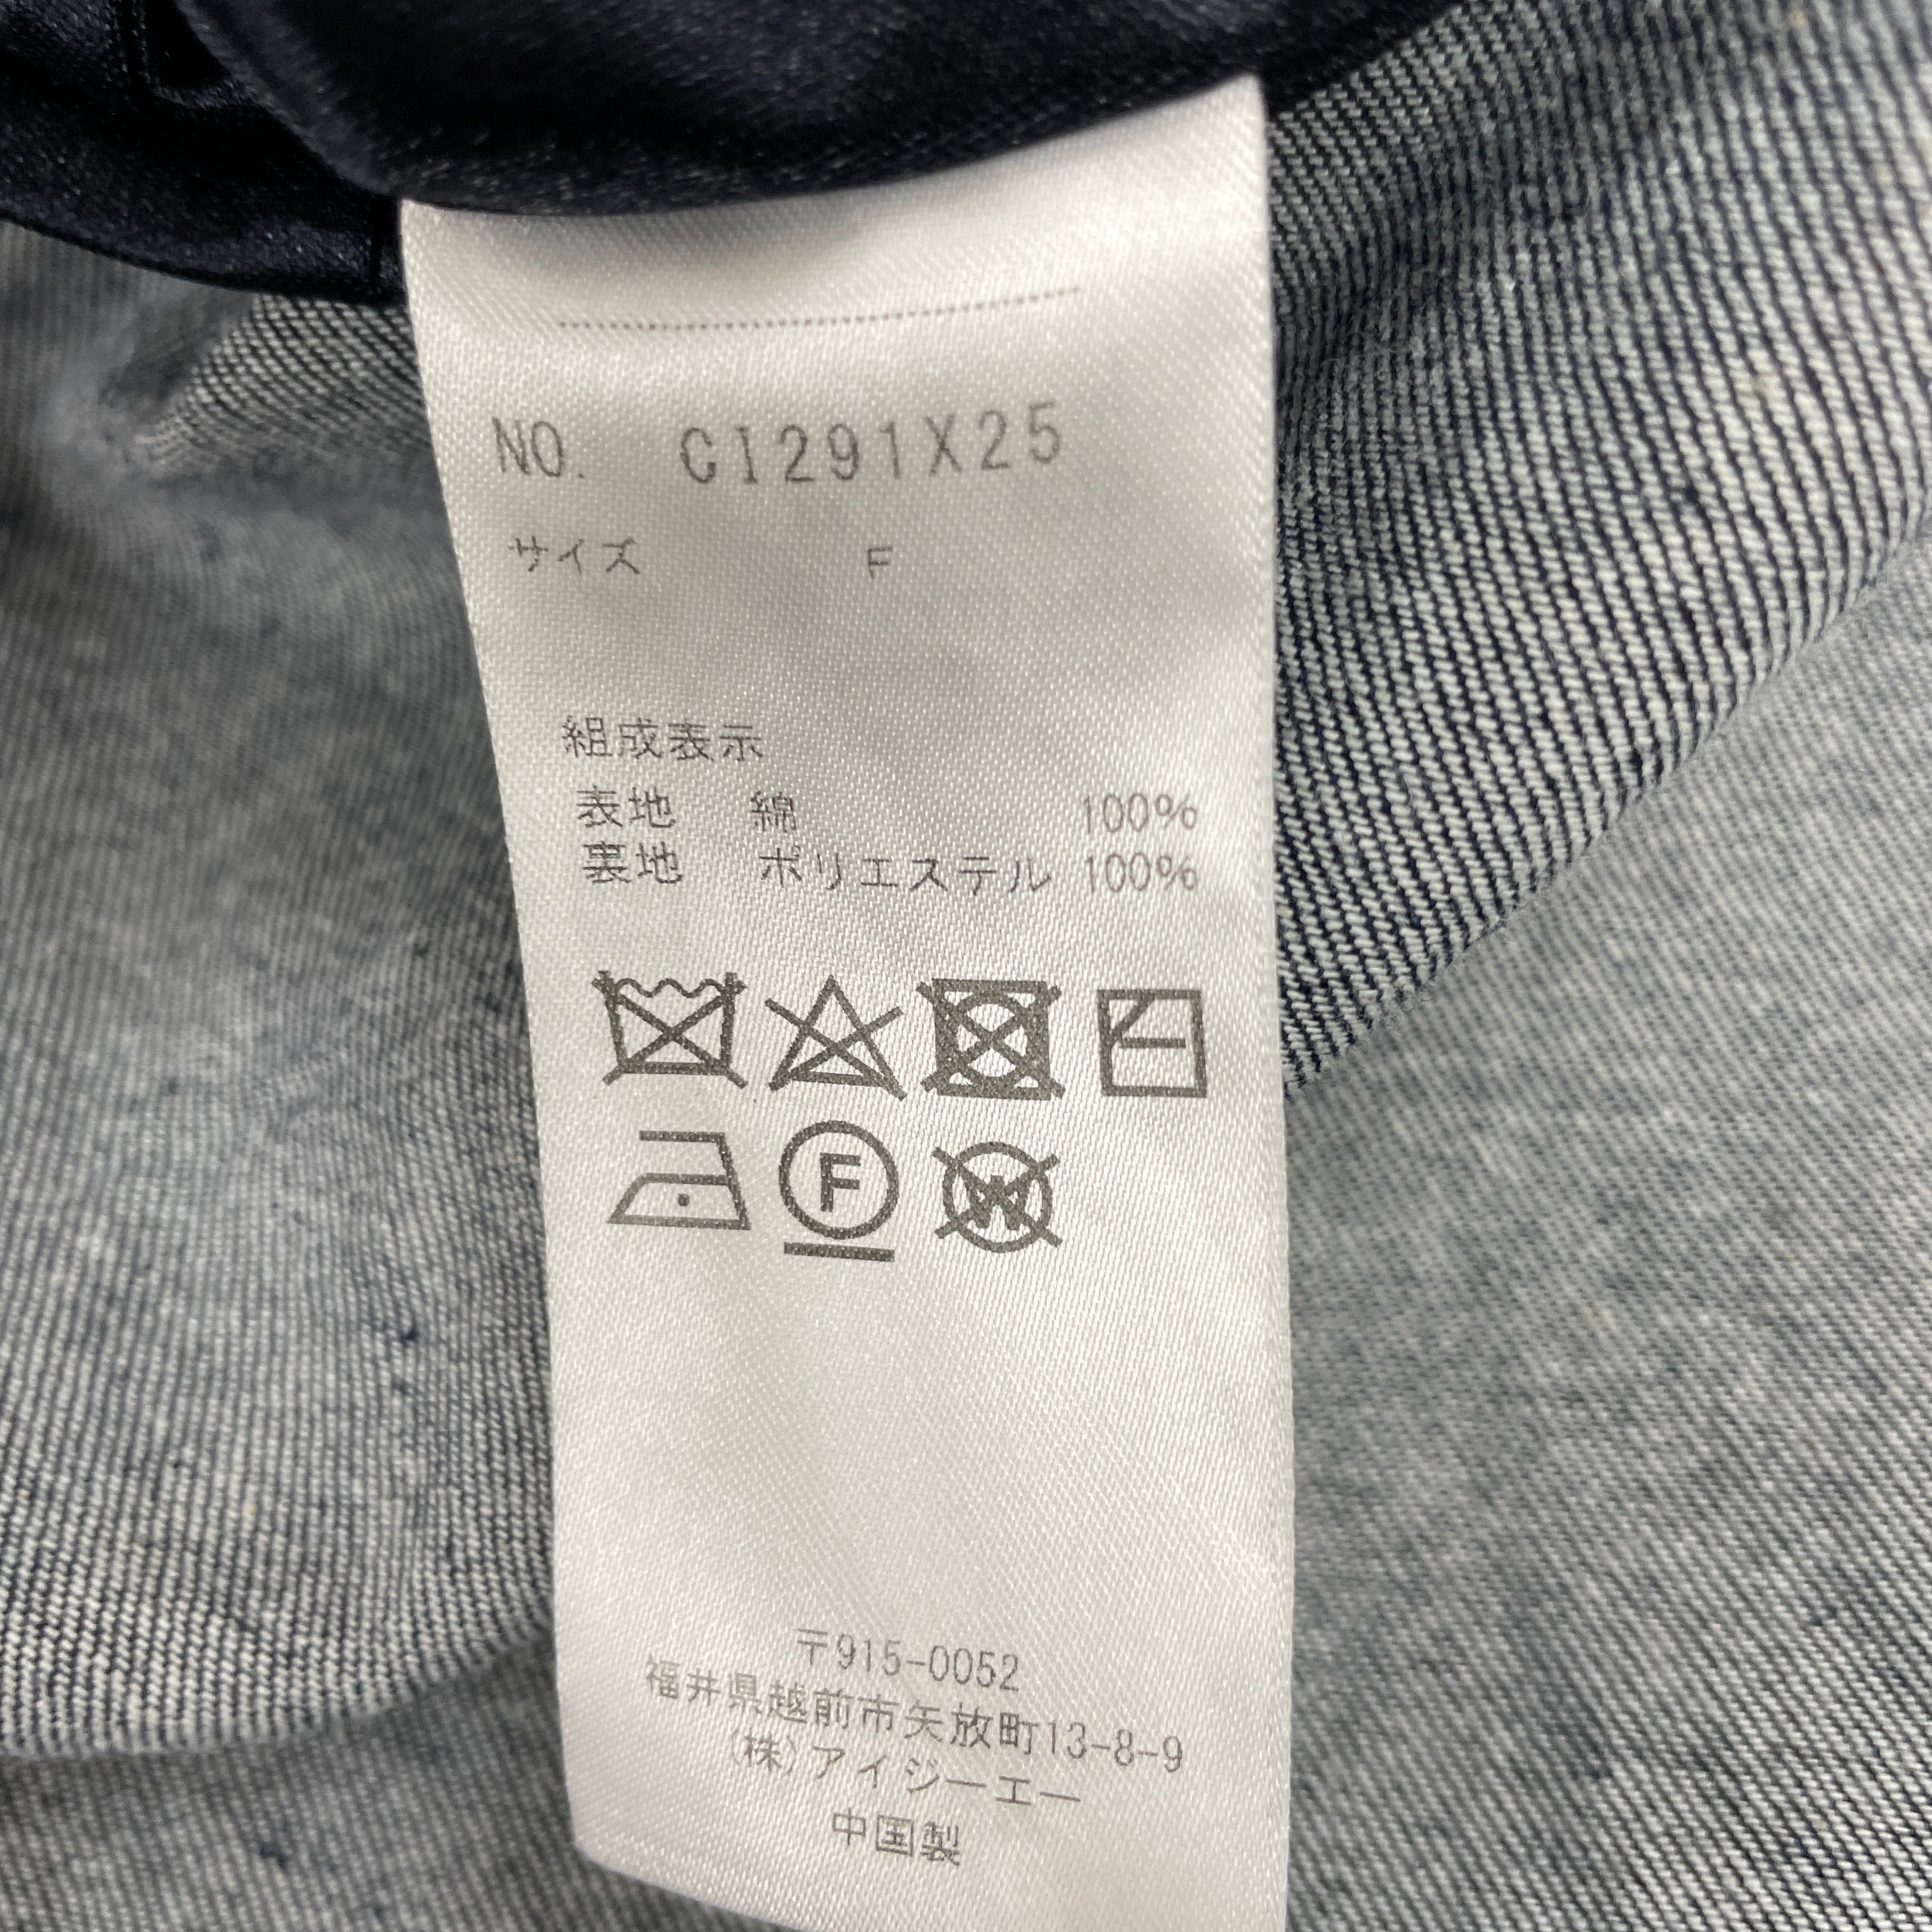 NO. CI291X25
サイズ F
組成表示
表地 綿 100%
裏地 ポリエステル 100%
F
W
〒915-0052
福井県越前市矢放町13-8-9
(株)アイジーエー
中国製